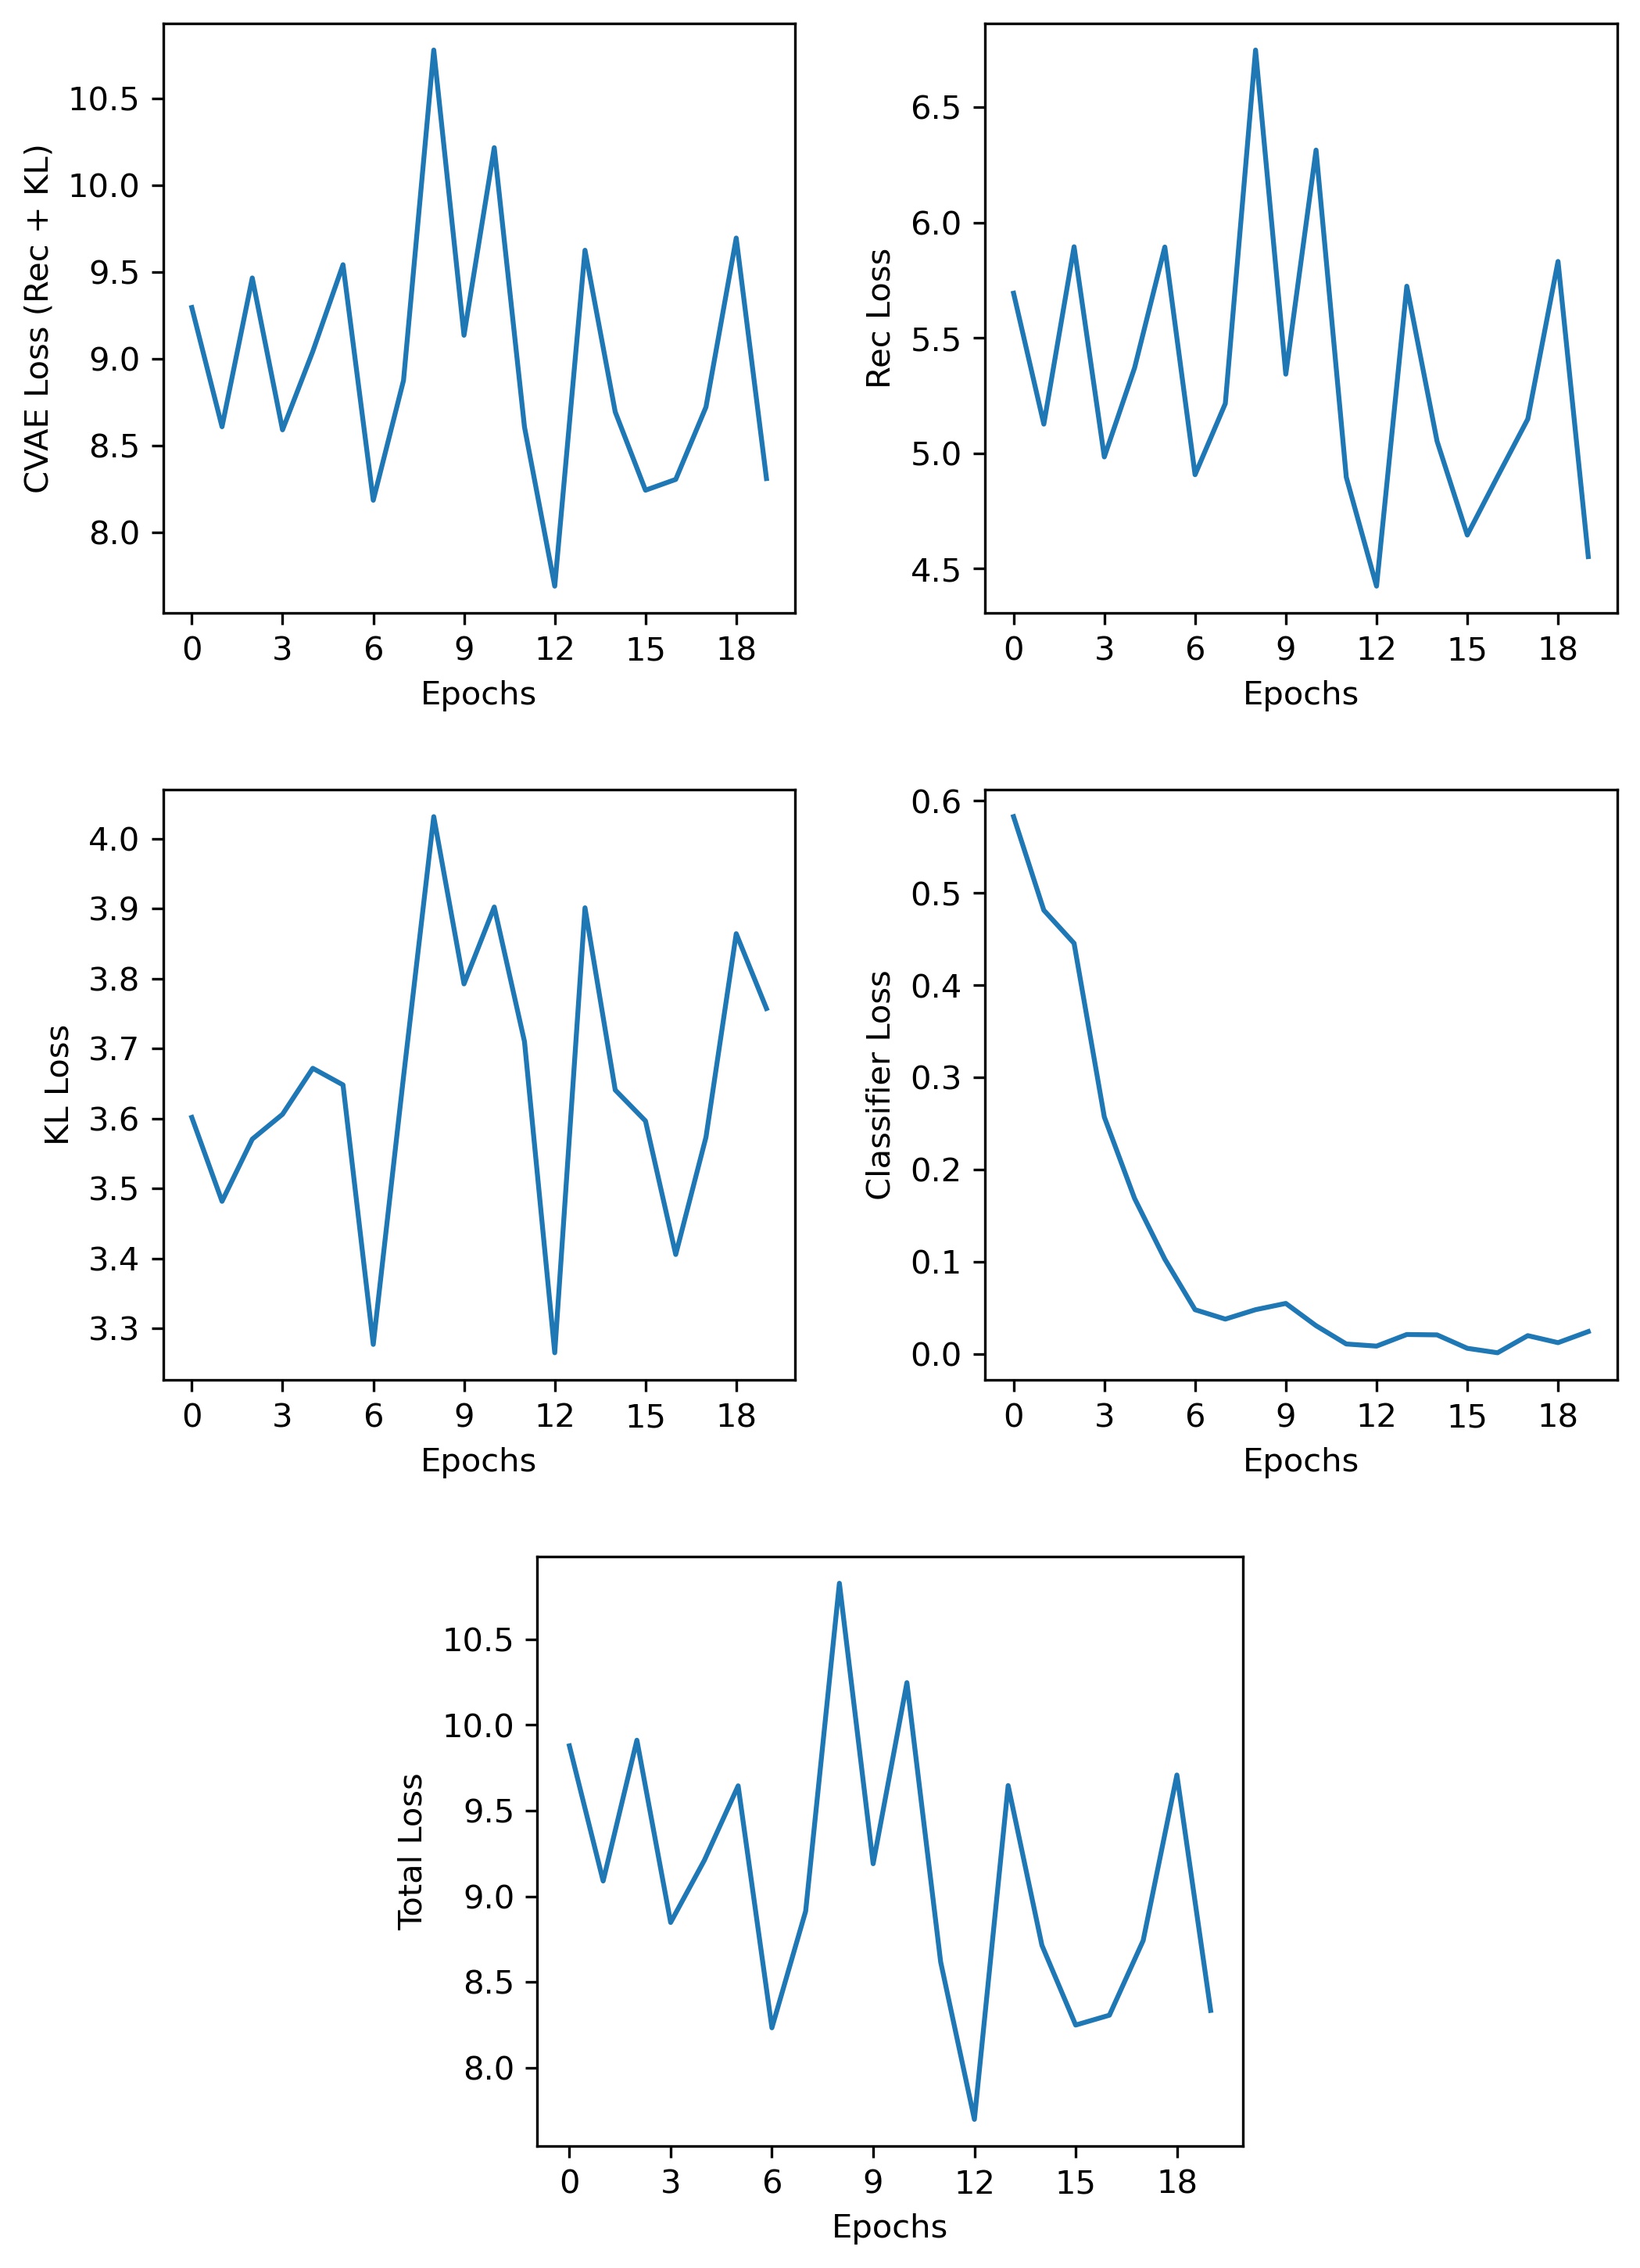 CVAE Loss (Rec + KL)
10.5
10.0
9.5
9.0
8.5
8.0
0 3 6 9 12 15 18
Epochs
Rec Loss
6.5
6.0
5.5
5.0
4.5
0 3 6 9 12 15 18
Epochs
KL Loss
4.0
3.9
3.8
3.7
3.6
3.5
3.4
3.3
0 3 6 9 12 15 18
Epochs
Classifier Loss
0.6
0.5
0.4
0.3
0.2
0.1
0.0
0 3 6 9 12 15 18
Epochs
Total Loss
10.5
10.0
9.5
9.0
8.5
8.0
0 3 6 9 12 15 18
Epochs